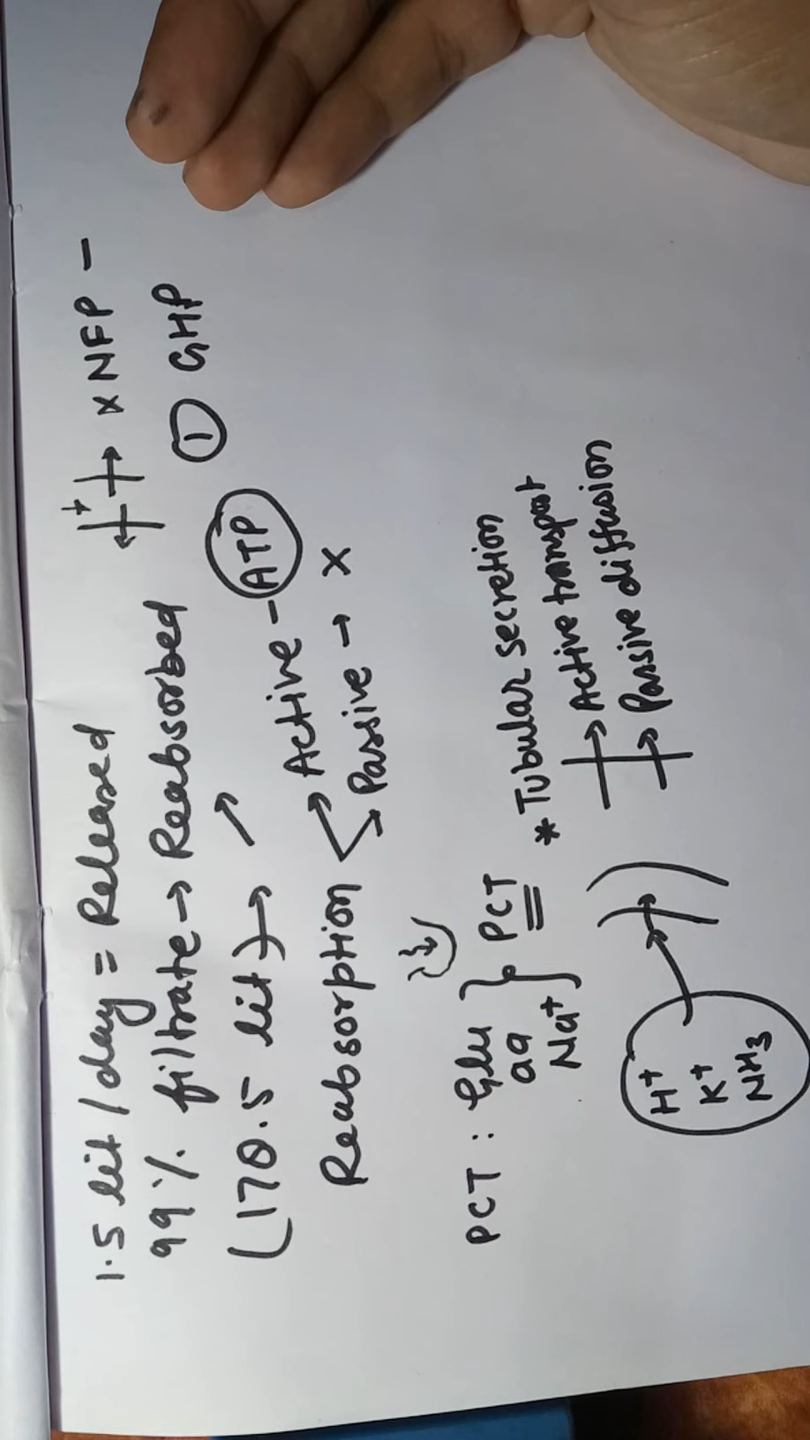 1.5 lit / day = Released
99% filtrate → Reabsorbed
(170.5 lit)
+
x NFP -
① GHP
Reabsorption → Active - ATP
→ Passive → x
PCT : Glu
aa
Na+
} PCT
* Tubular secretion
→ Active transport
→ Passive diffusion
H+
K+
NH3